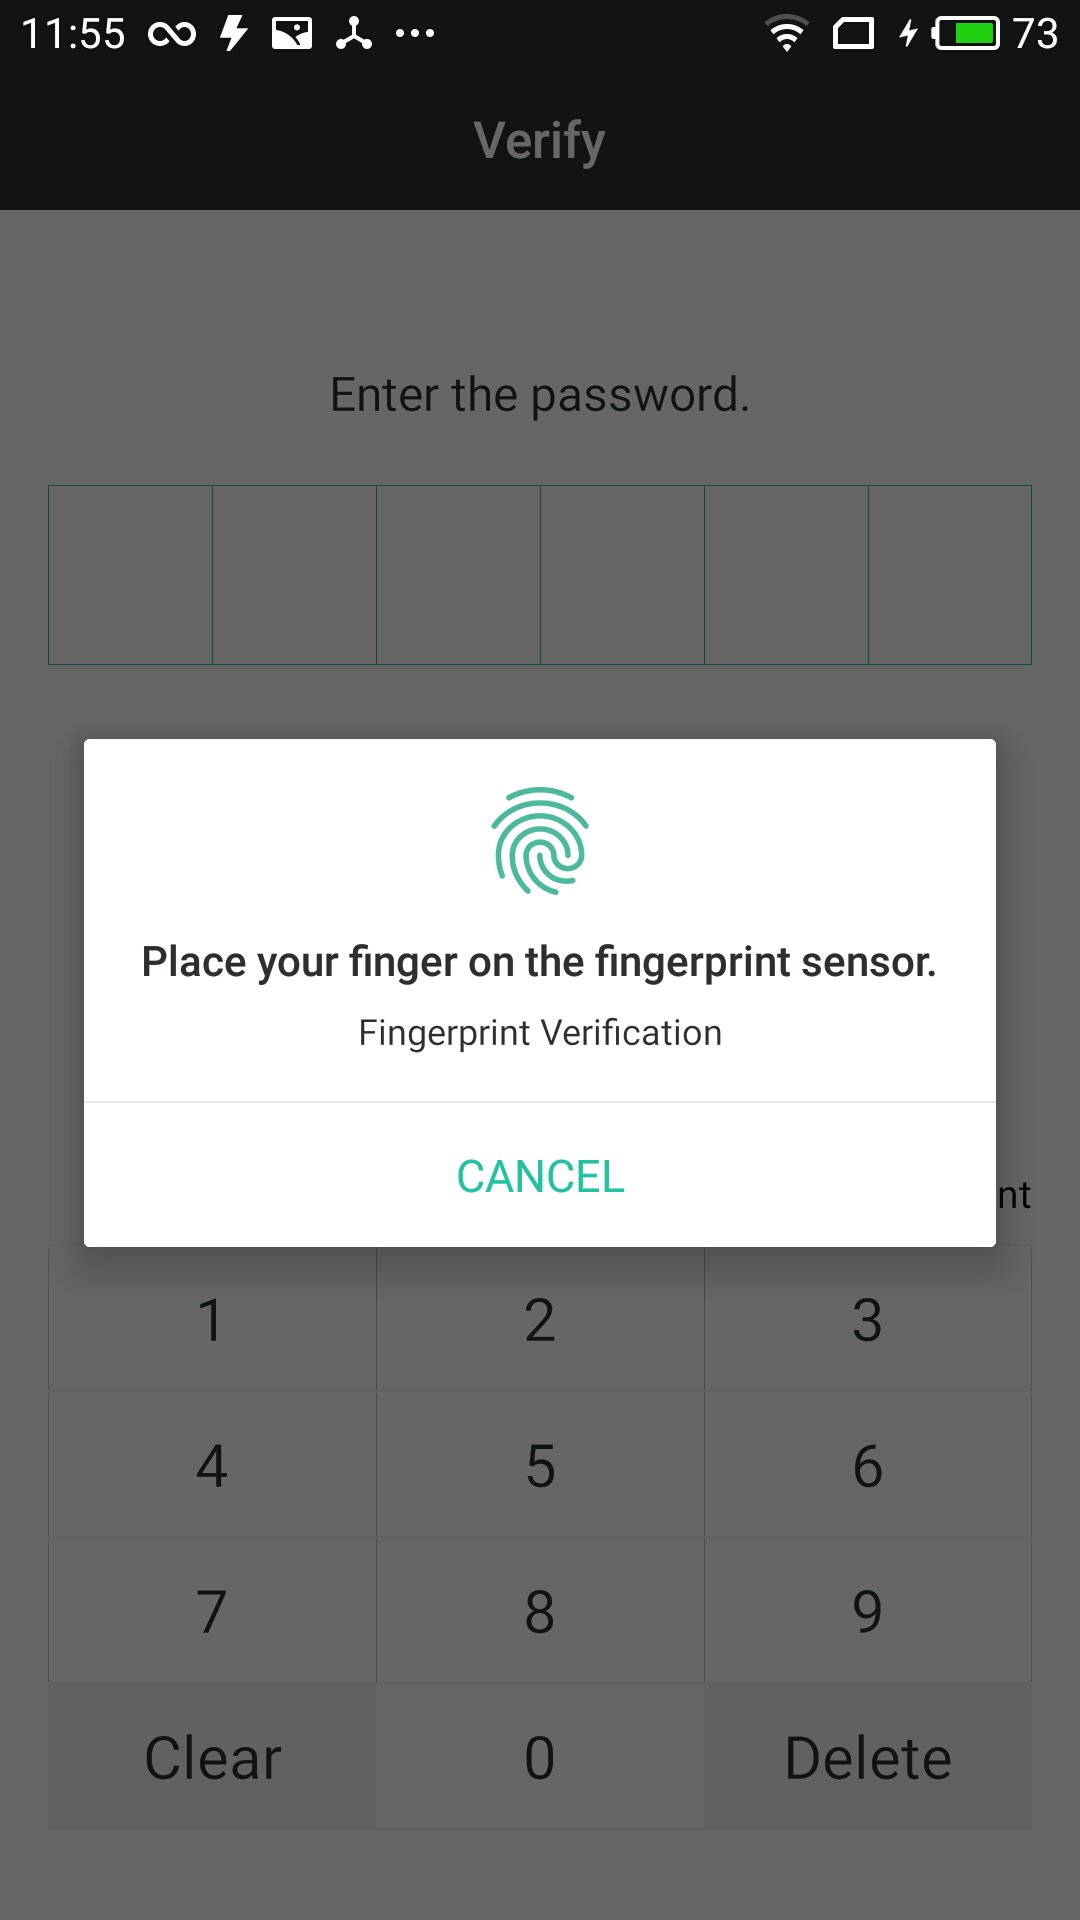 11:55 73
Verify
Enter the password.
Place your finger on the fingerprint sensor.
Fingerprint Verification
CANCEL
nt
1 2 3
4 5 6
7 8 9
Clear 0 Delete